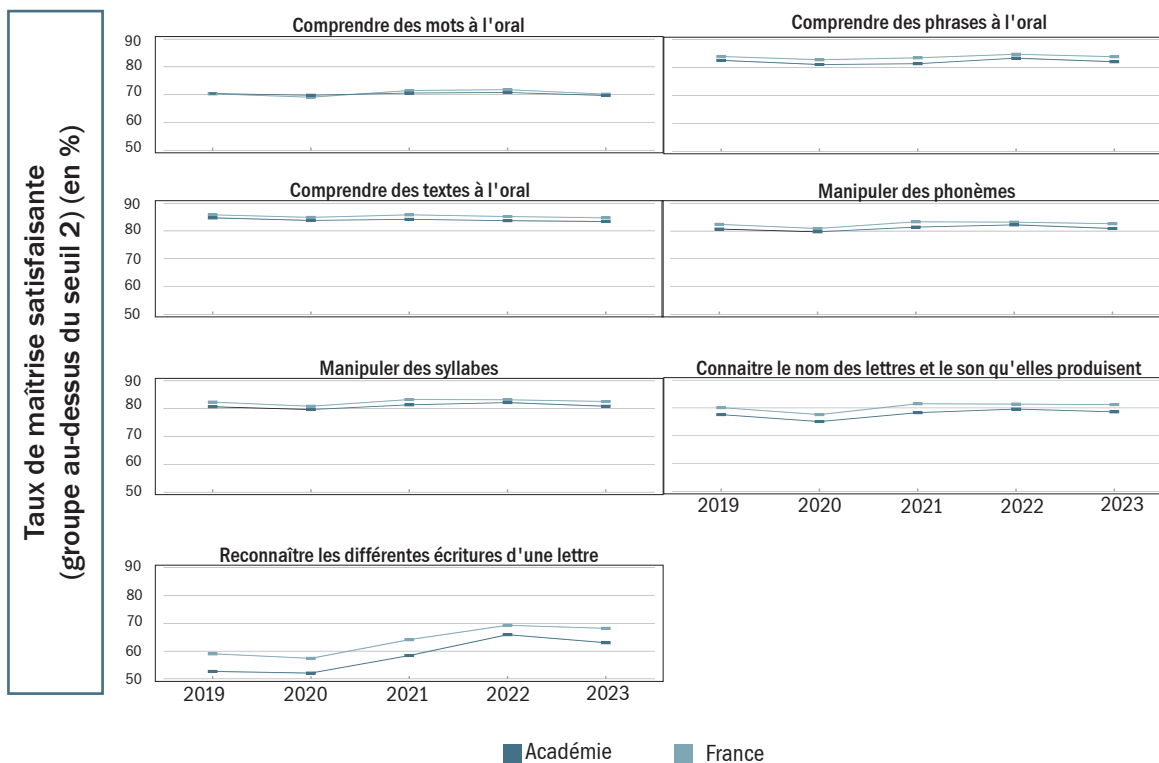 Taux de maîtrise satisfaisante
(groupe au-dessus du seuil 2) (en %)
Comprendre des mots à l'oral
90
80
70
60
50
Comprendre des phrases à l'oral
Comprendre des textes à l'oral
90
80
70
60
50
Manipuler des phonèmes
Manipuler des syllabes
90
80
70
60
50
Connaitre le nom des lettres et le son qu'elles produisent
2019 2020 2021 2022 2023
Reconnaître les différentes écritures d'une lettre
90
80
70
60
50
2019 2020 2021 2022 2023
Académie France